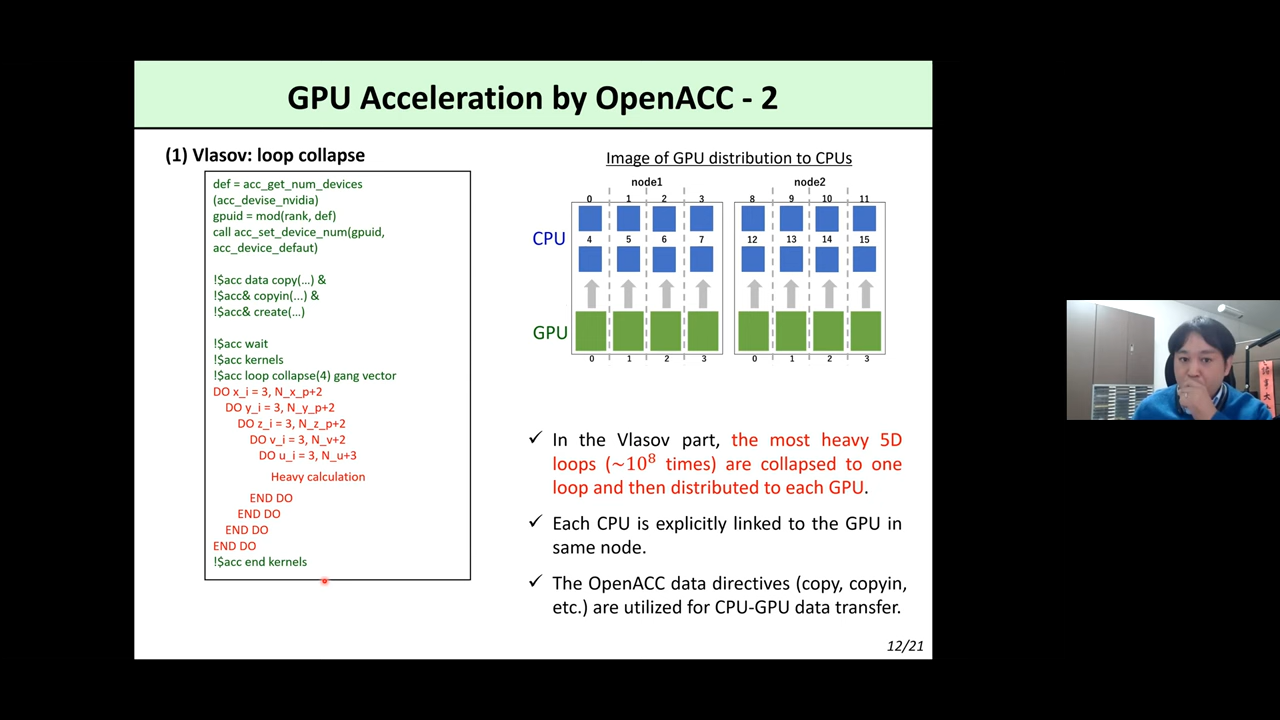 GPU Acceleration by OpenACC - 2
(1) Vlasov: loop collapse
def = acc_get_num_devices
(acc_devise_nvidia)
gpuid = mod(rank, def)
call acc_set_device_num(gpuid,
acc_device_defaut)
!$acc data copy(...) &
!$acc& copyin(...) &
!$acc& create(...)
!$acc wait
!$acc kernels
!$acc loop collapse(4) gang vector
DO x_i = 3, N_x_p+2
DO y_i = 3, N_y_p+2
DO z_i = 3, N_z_p+2
DO v_i = 3, N_v+2
DO u_i = 3, N_u+3
Heavy calculation
END DO
END DO
END DO
END DO
!$acc end kernels
Image of GPU distribution to CPUs
node1 node2
0 1 2 3 8 9 10 11
CPU
4 5 6 7 12 13 14 15
GPU
0 1 2 3 0 1 2 3
✓ In the Vlasov part, the most heavy 5D
loops (~10⁸ times) are collapsed to one
loop and then distributed to each GPU.
✓ Each CPU is explicitly linked to the GPU in
same node.
✓ The OpenACC data directives (copy, copyin,
etc.) are utilized for CPU-GPU data transfer.
12/21